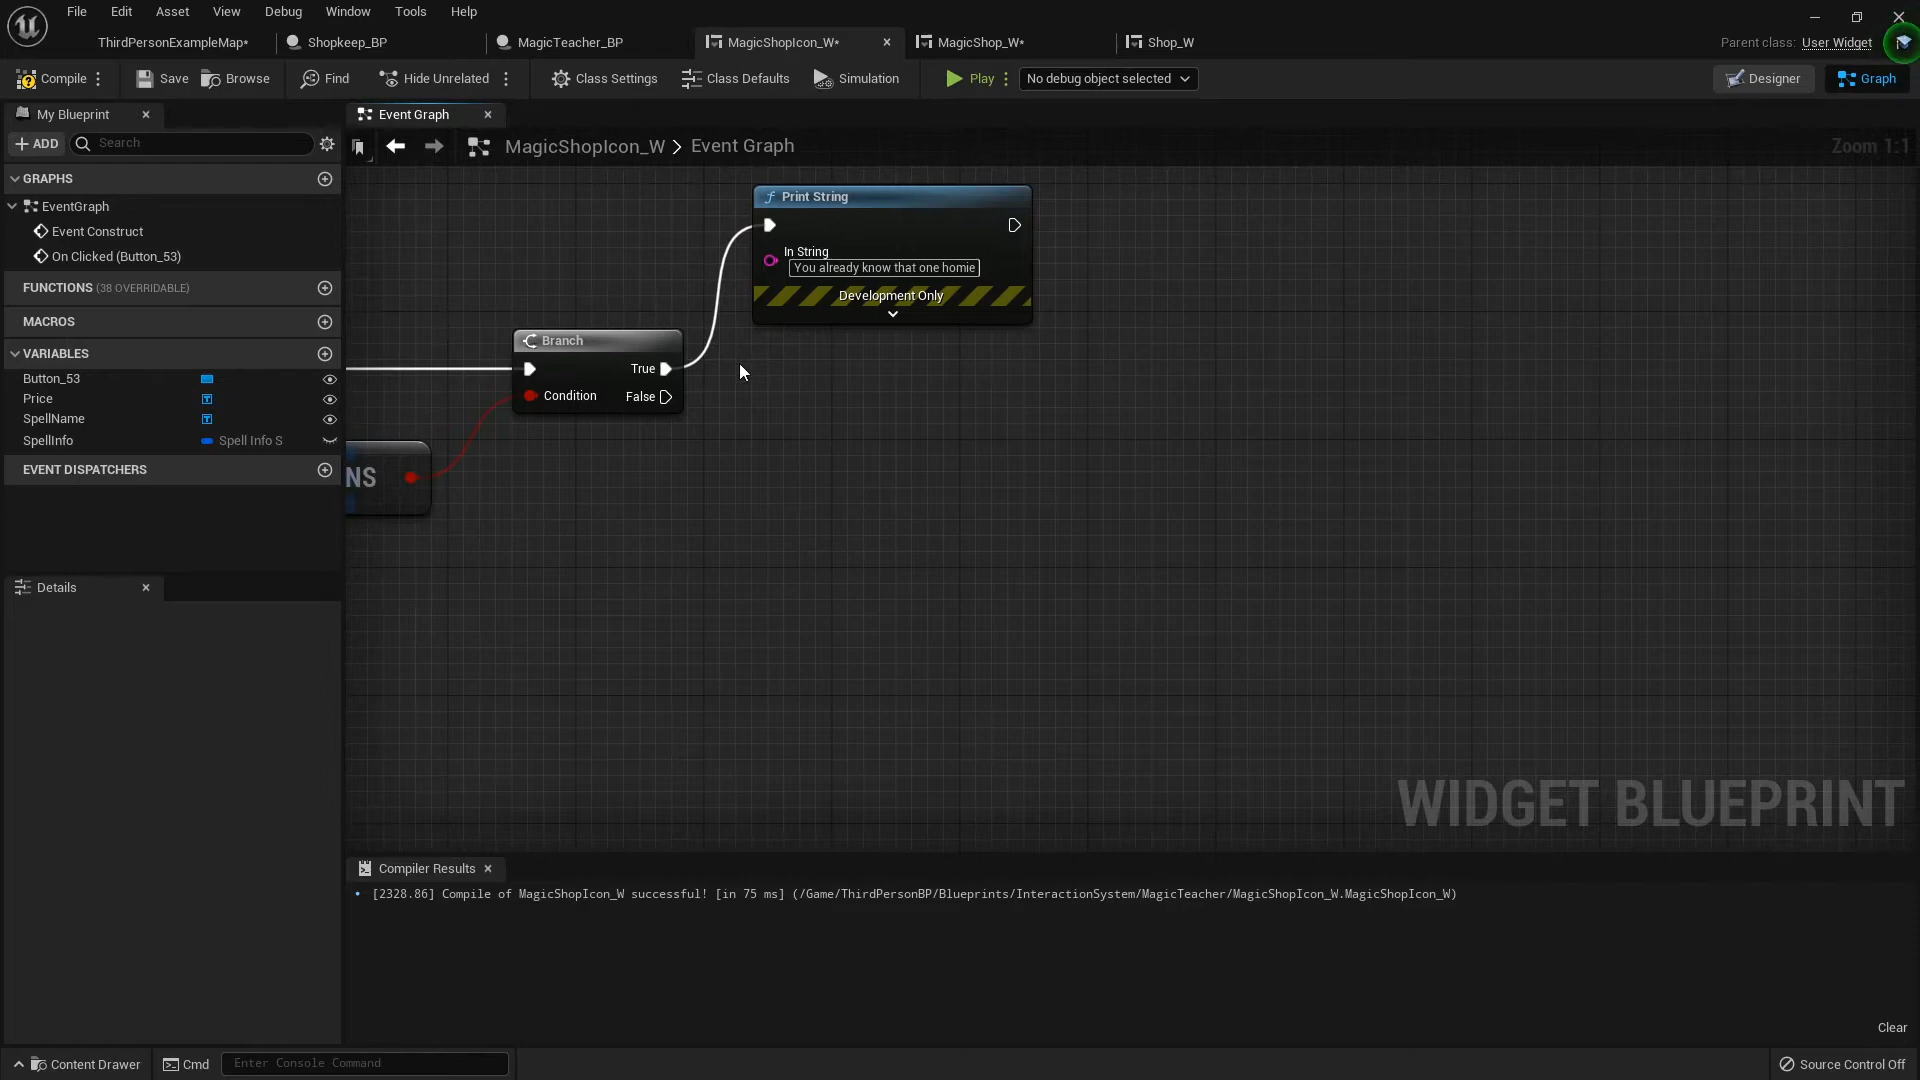 File Edit Asset View Debug Window Tools Help
ThirdPersonExampleMap* Shopkeep_BP MagicTeacher_BP MagicShopIcon_W* MagicShop_W* Shop_W Parent class: User Widget
Compile Save Browse Find Hide Unrelated Class Settings Class Defaults Simulation Play No debug object selected Designer Graph
My Blueprint Event Graph
ADD Search MagicShopIcon_W > Event Graph Zoom 1:1
GRAPHS
EventGraph
Event Construct
On Clicked (Button_53)
FUNCTIONS (38 OVERRIDABLE)
MACROS
VARIABLES
Button_53
Price
SpellName
SpellInfo Spell Info S
EVENT DISPATCHERS
Details
Print String
In String
You already know that one homie
Development Only
Branch
True
Condition False
NS
WIDGET BLUEPRINT
Compiler Results
[2328.86] Compile of MagicShopIcon_W successful! [in 75 ms] (/Game/ThirdPersonBP/Blueprints/InteractionSystem/MagicTeacher/MagicShopIcon_W.MagicShopIcon_W)
Clear
Content Drawer Cmd Enter Console Command Source Control Off